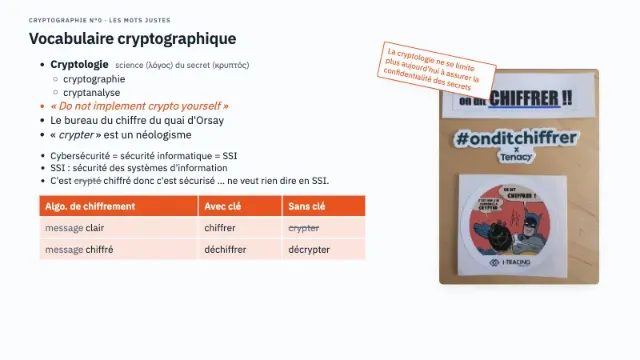 CRYPTOGRAPHIE N°0 · LES MOTS JUSTES
Vocabulaire cryptographique
• Cryptologie science (λόγος) du secret (κρυπτός)
○ cryptographie
○ cryptanalyse
• « Do not implement crypto yourself »
• Le bureau du chiffre du quai d'Orsay
• « crypter » est un néologisme
• Cybersécurité = sécurité informatique = SSI
• SSI : sécurité des systèmes d'information
• C'est crypté chiffré donc c'est sécurisé ... ne veut rien dire en SSI.
Algo. de chiffrement Avec clé Sans clé
message clair chiffrer crypter
message chiffré déchiffrer décrypter
La cryptologie ne se limite
plus aujourd'hui à assurer la
confidentialité des secrets
on dit CHIFFRER !!
#onditchiffrer
x
Tenacy
ON DIT
CHIFFRER !
I-TRACING